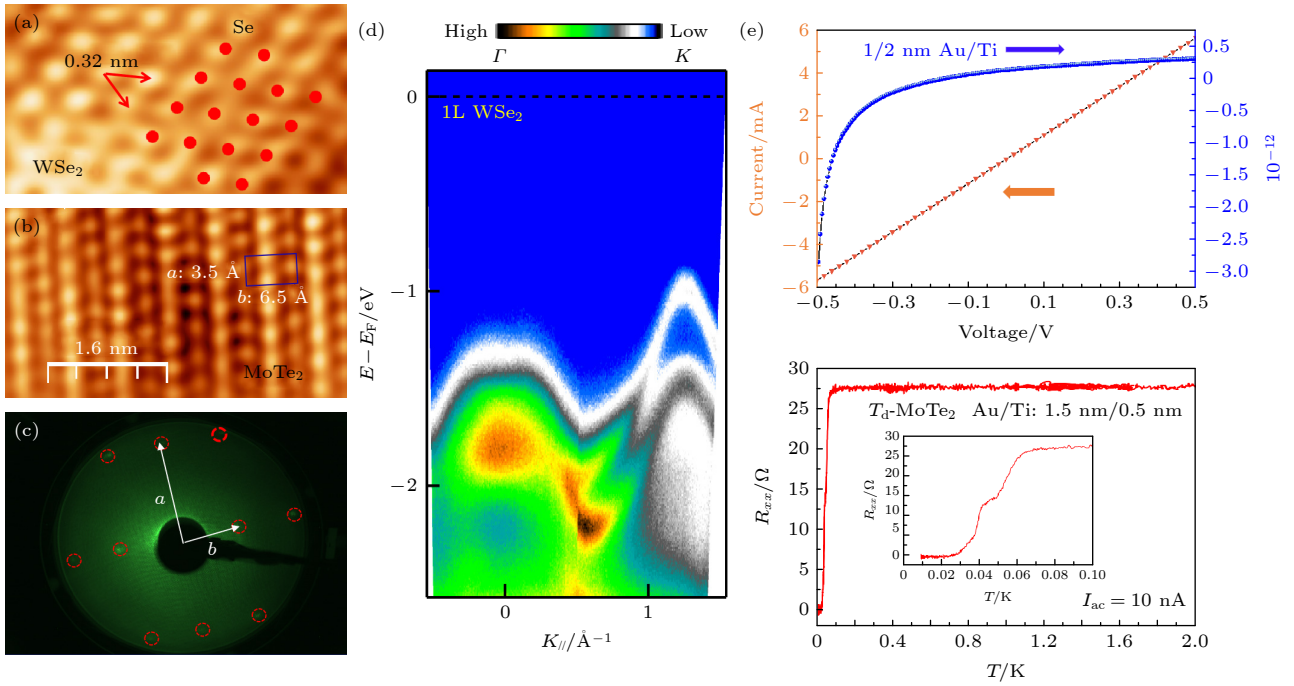 (a)
Se
0.32 nm
WSe₂
(b)
a: 3.5 Å
b: 6.5 Å
1.6 nm
MoTe₂
(c)
a
b
(d)
High
Low
Γ
K
1L WSe₂
0
−1
−2
E−E_F/eV
0
1
K_///Å⁻¹
(e)
6
4
2
0
−2
−4
−6
Current/mA
1/2 nm Au/Ti
0.5
0
−0.5
−1.0
−1.5
−2.0
−2.5
−3.0
10⁻¹²
−0.5
−0.3
−0.1
0.1
0.3
0.5
Voltage/V
30
25
20
15
10
5
0
R_xx/Ω
T_d-MoTe₂ Au/Ti: 1.5 nm/0.5 nm
30
25
20
15
10
5
0
R_xx/Ω
0
0.02
0.04
0.06
0.08
0.10
T/K
I_ac = 10 nA
0
0.4
0.8
1.2
1.6
2.0
T/K